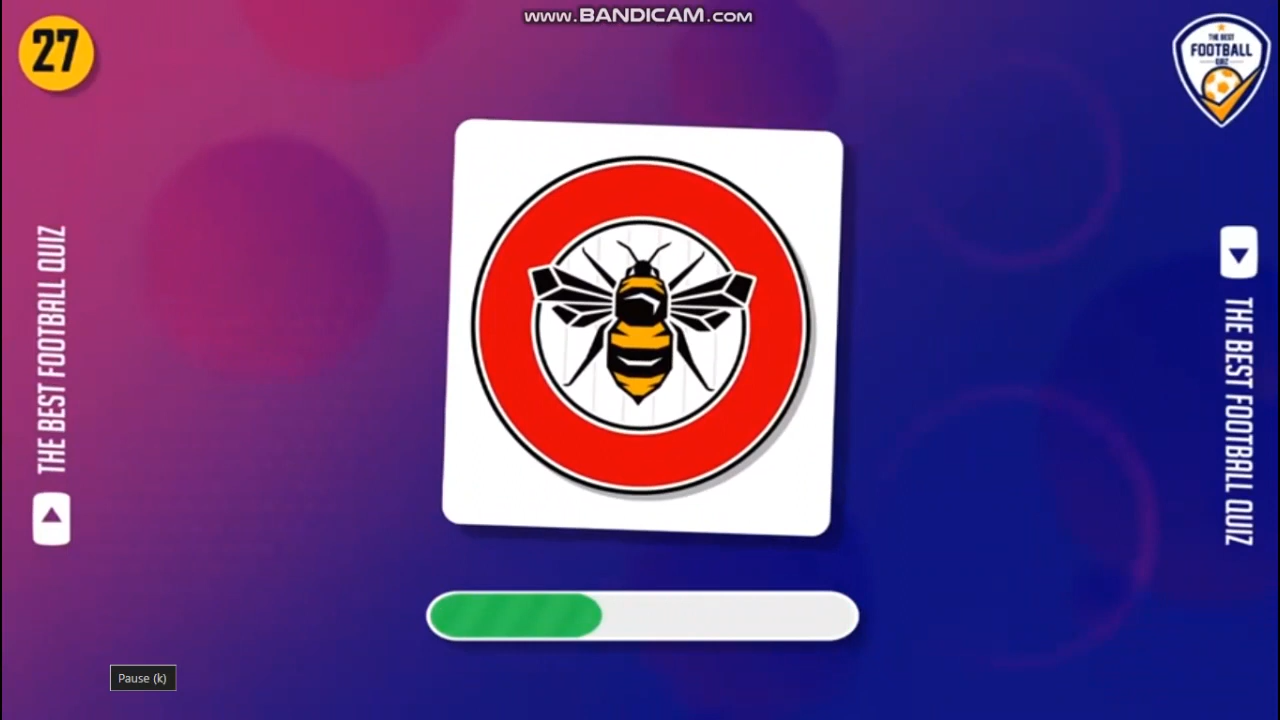 www.BANDICAM.com
27
THE BEST
FOOTBALL
QUIZ
THE BEST FOOTBALL QUIZ
THE BEST FOOTBALL QUIZ
Pause (k)